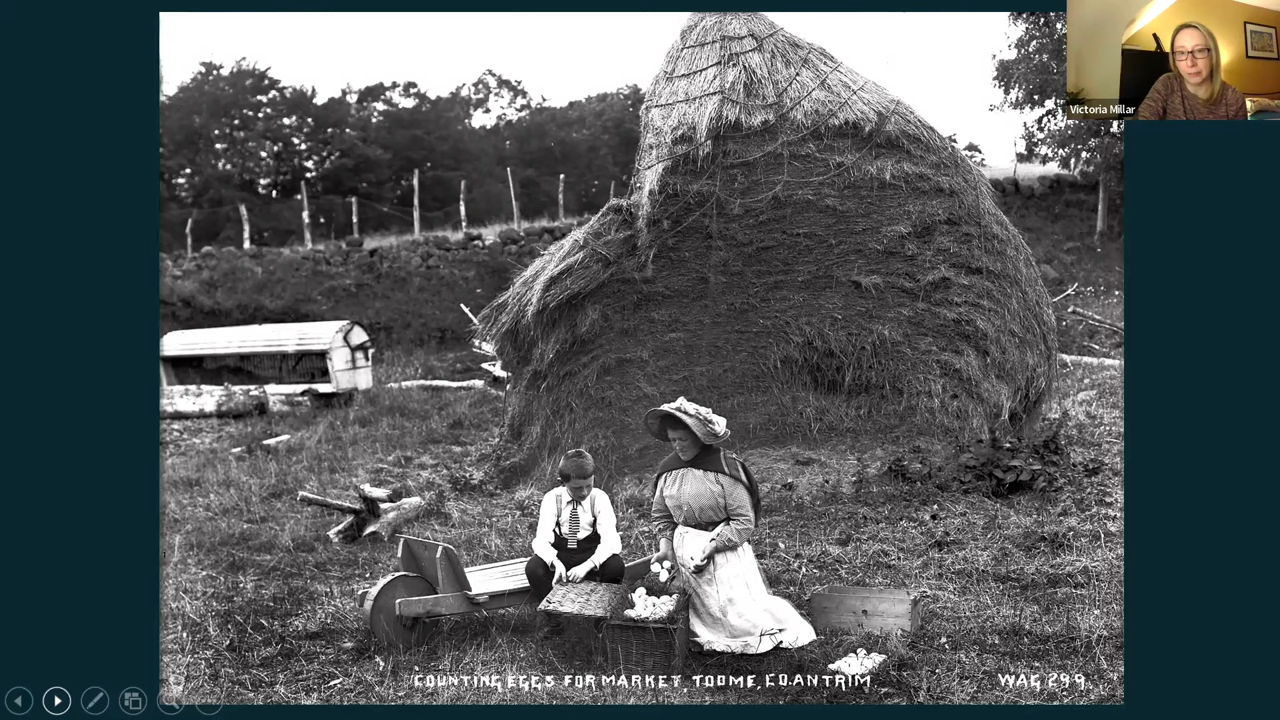 Victoria Millar
COUNTING EGGS FOR MARKET, TOOME, CO. ANTRIM.
WAG 299.